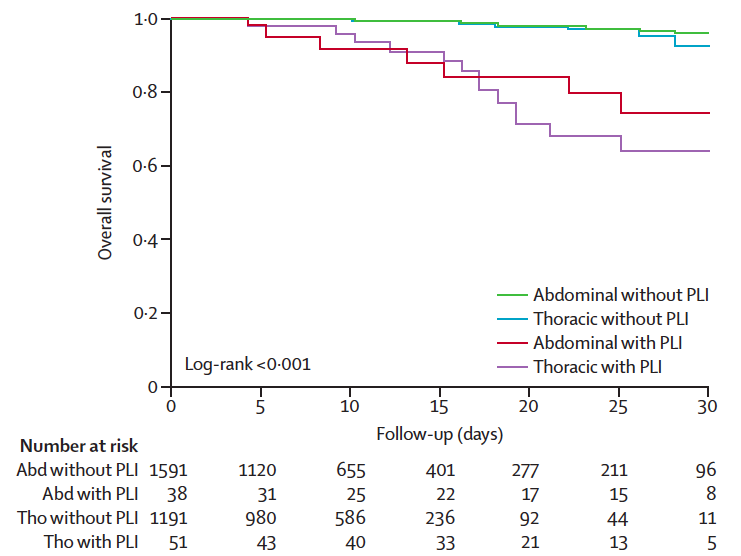 1·0
0·8
0·6
0·4
0·2
0
Overall survival
Abdominal without PLI
Thoracic without PLI
Abdominal with PLI
Thoracic with PLI
Log-rank <0·001
0 5 10 15 20 25 30
Follow-up (days)
Number at risk
Abd without PLI 1591 1120 655 401 277 211 96
Abd with PLI 38 31 25 22 17 15 8
Tho without PLI 1191 980 586 236 92 44 11
Tho with PLI 51 43 40 33 21 13 5